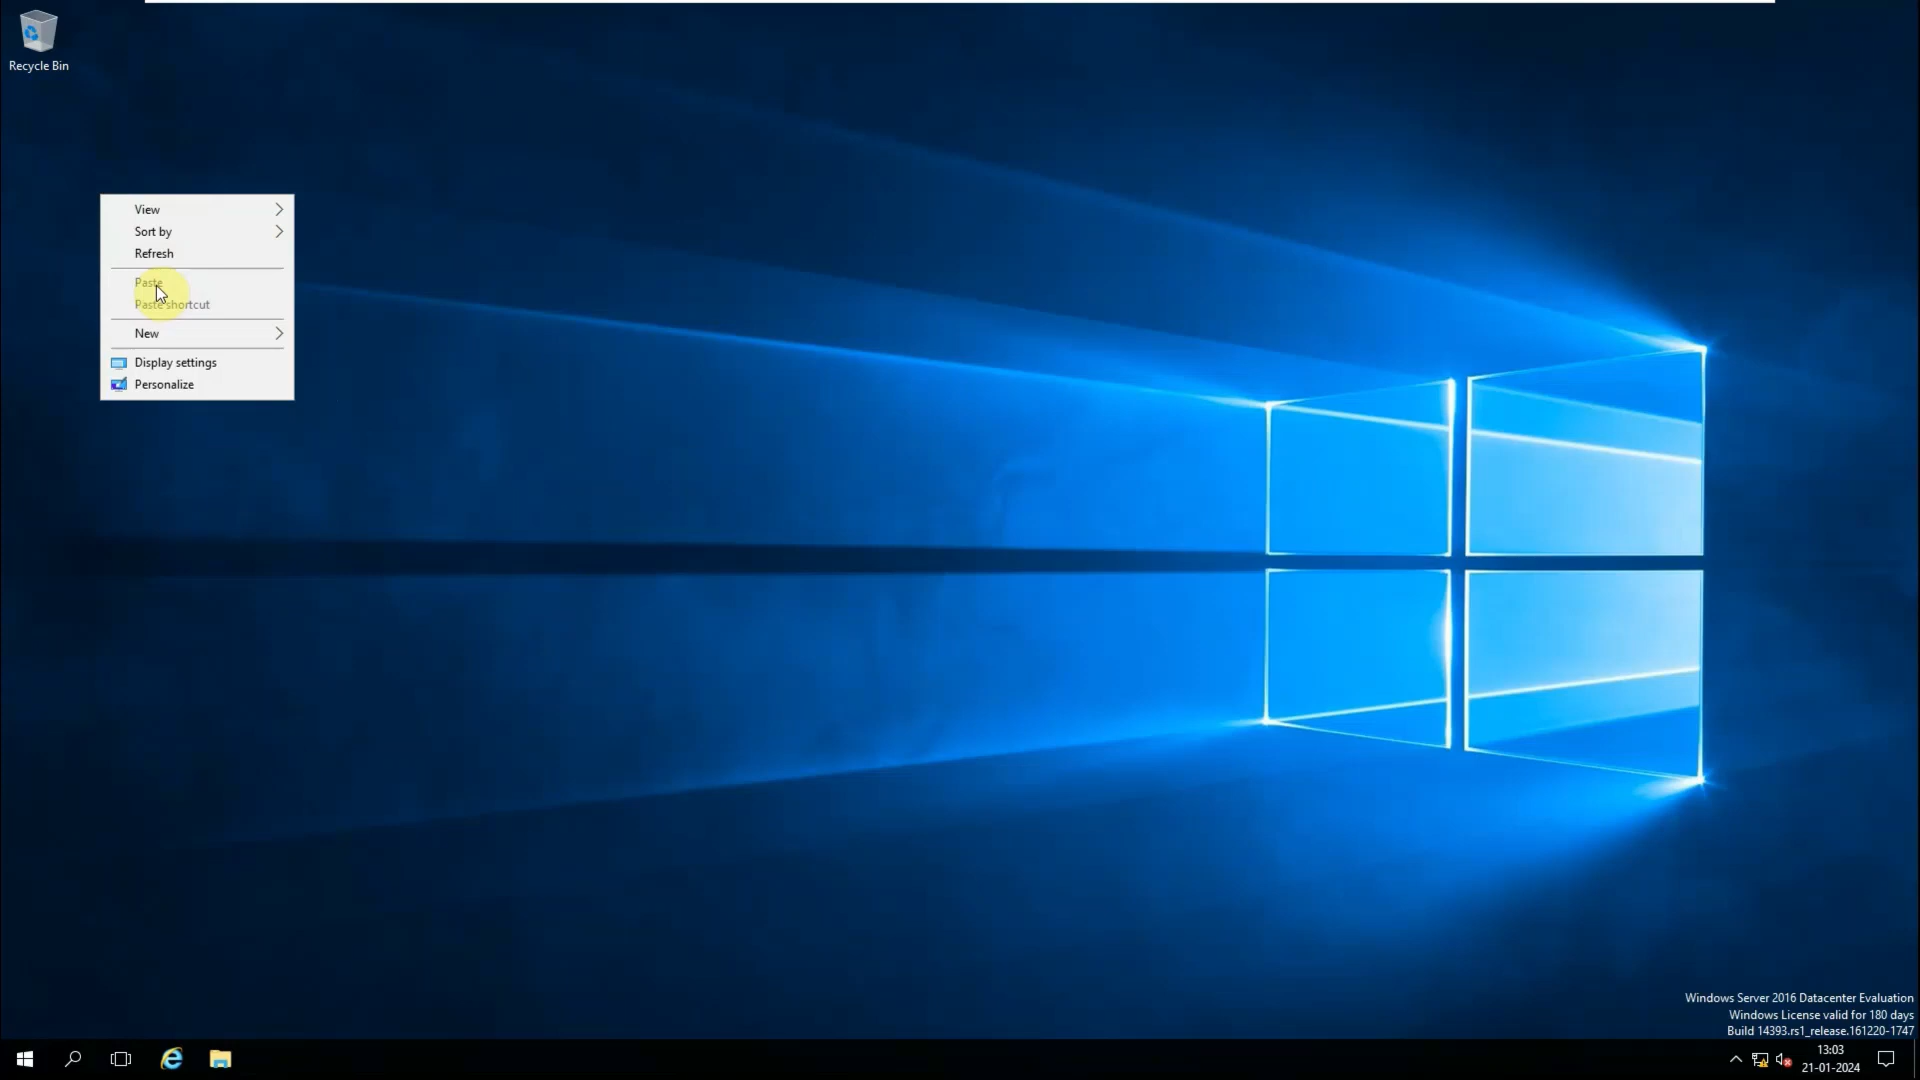 Recycle Bin
View
Sort by
Refresh
Paste
Paste shortcut
New
Display settings
Personalize
Windows Server 2016 Datacenter Evaluation
Windows License valid for 180 days
Build 14393.rs1_release.161220-1747
13:03
21-01-2024